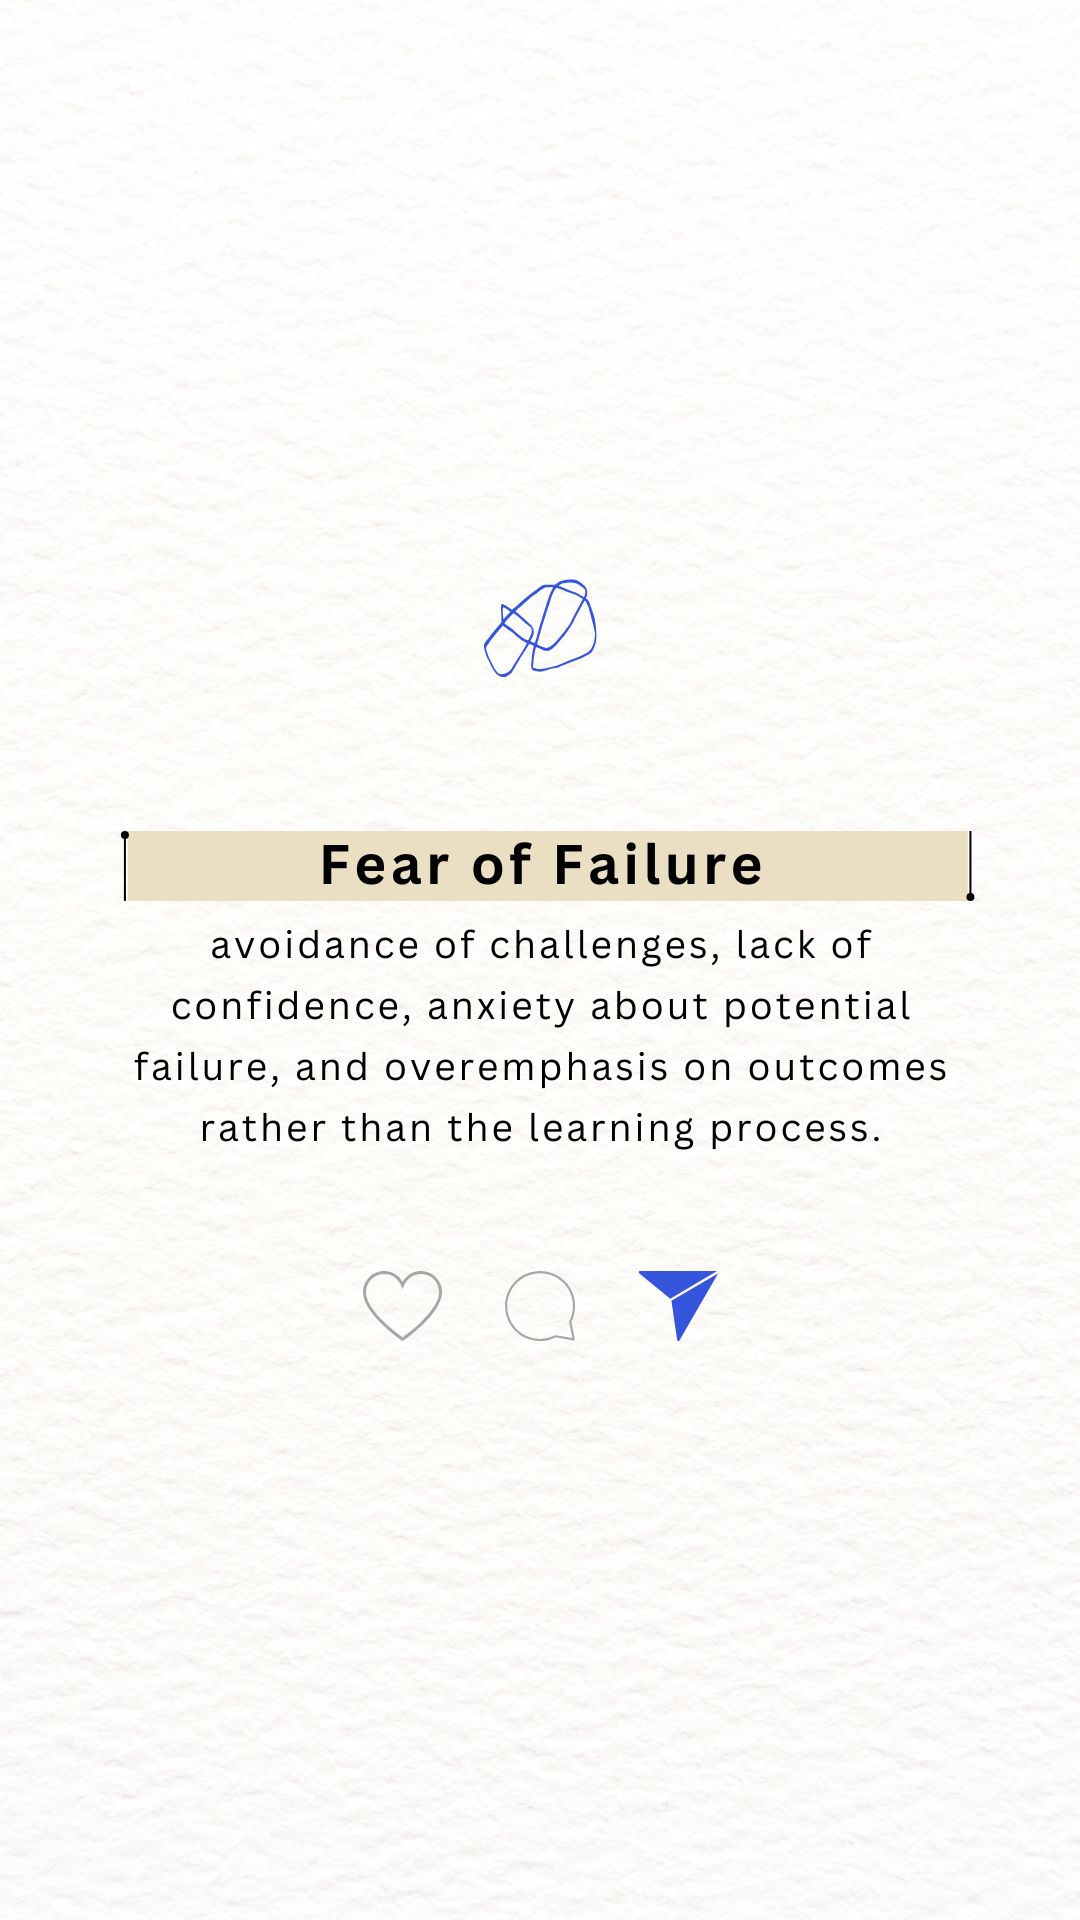 Fear of Failure
avoidance of challenges, lack of
confidence, anxiety about potential
failure, and overemphasis on outcomes
rather than the learning process.